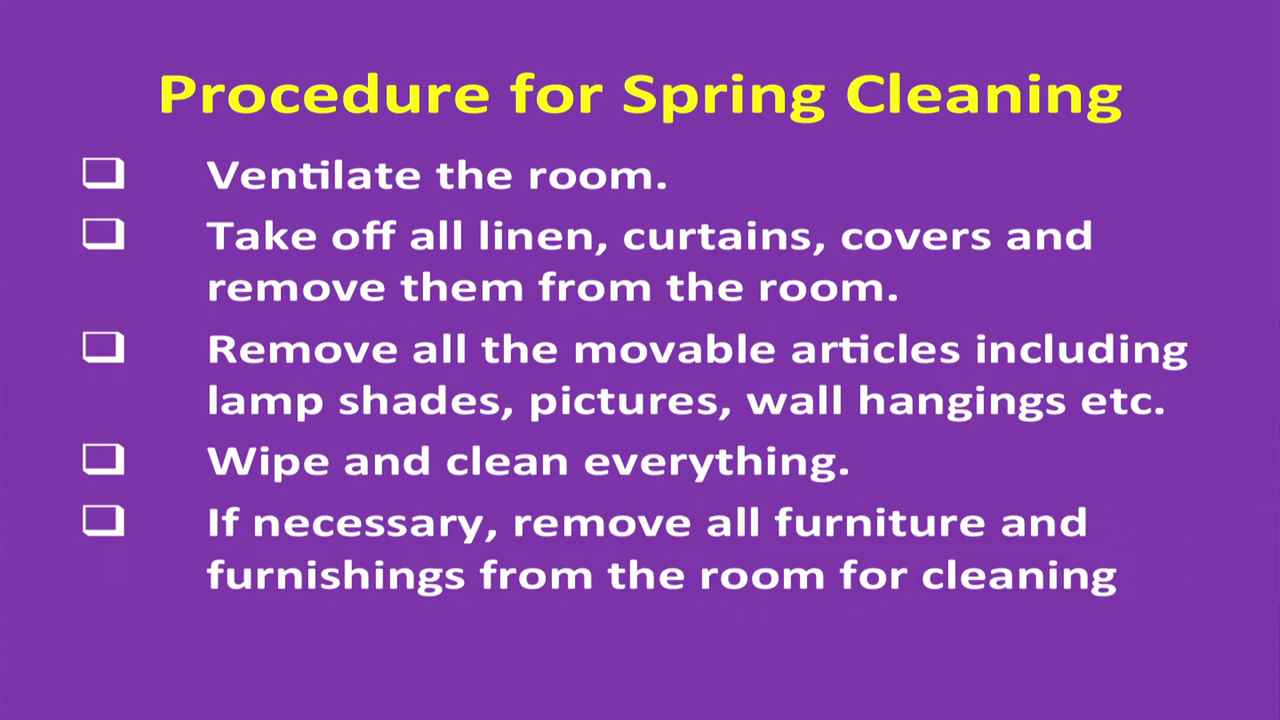 Procedure for Spring Cleaning
Ventilate the room.
Take off all linen, curtains, covers and
remove them from the room.
Remove all the movable articles including
lamp shades, pictures, wall hangings etc.
Wipe and clean everything.
If necessary, remove all furniture and
furnishings from the room for cleaning